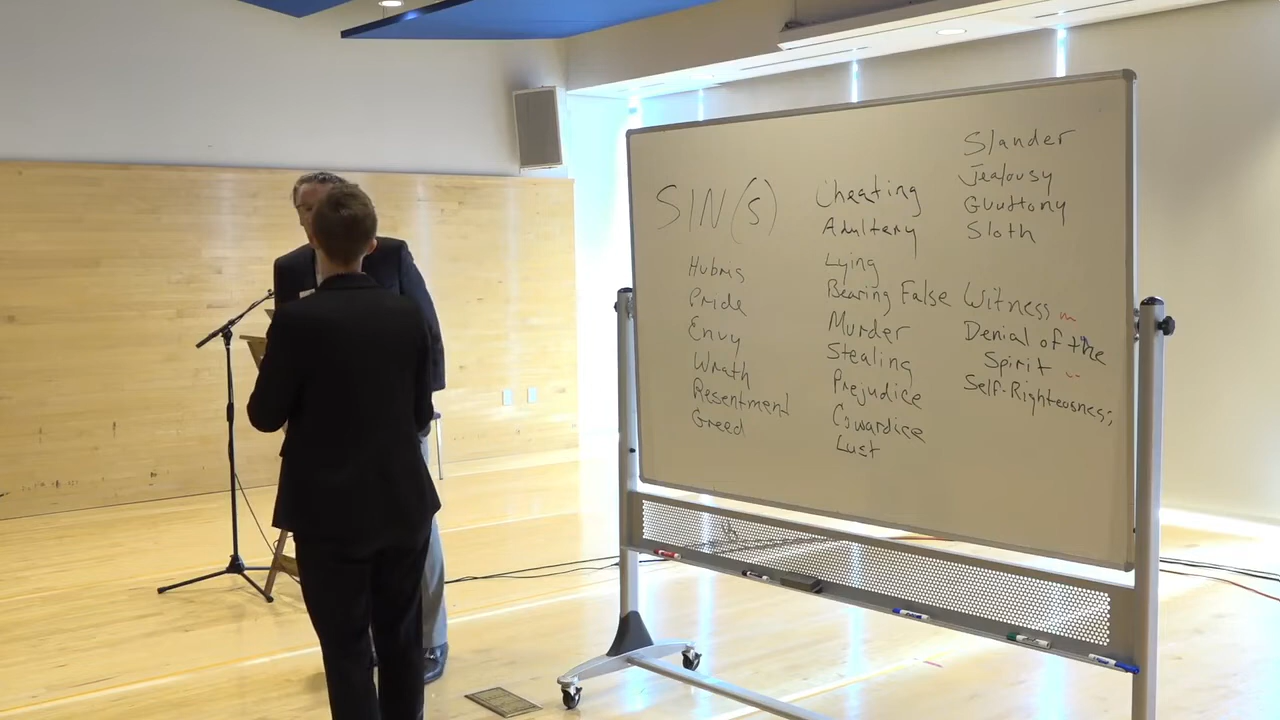 SIN(s)
Hubris
Pride
Envy
Wrath
Resentment
Greed
Cheating
Adultery
Lying
Bearing False Witness
Murder
Stealing
Prejudice
Cowardice
Lust
Slander
Jealousy
Gluttony
Sloth
Denial of the
Spirit
Self-Righteosness;